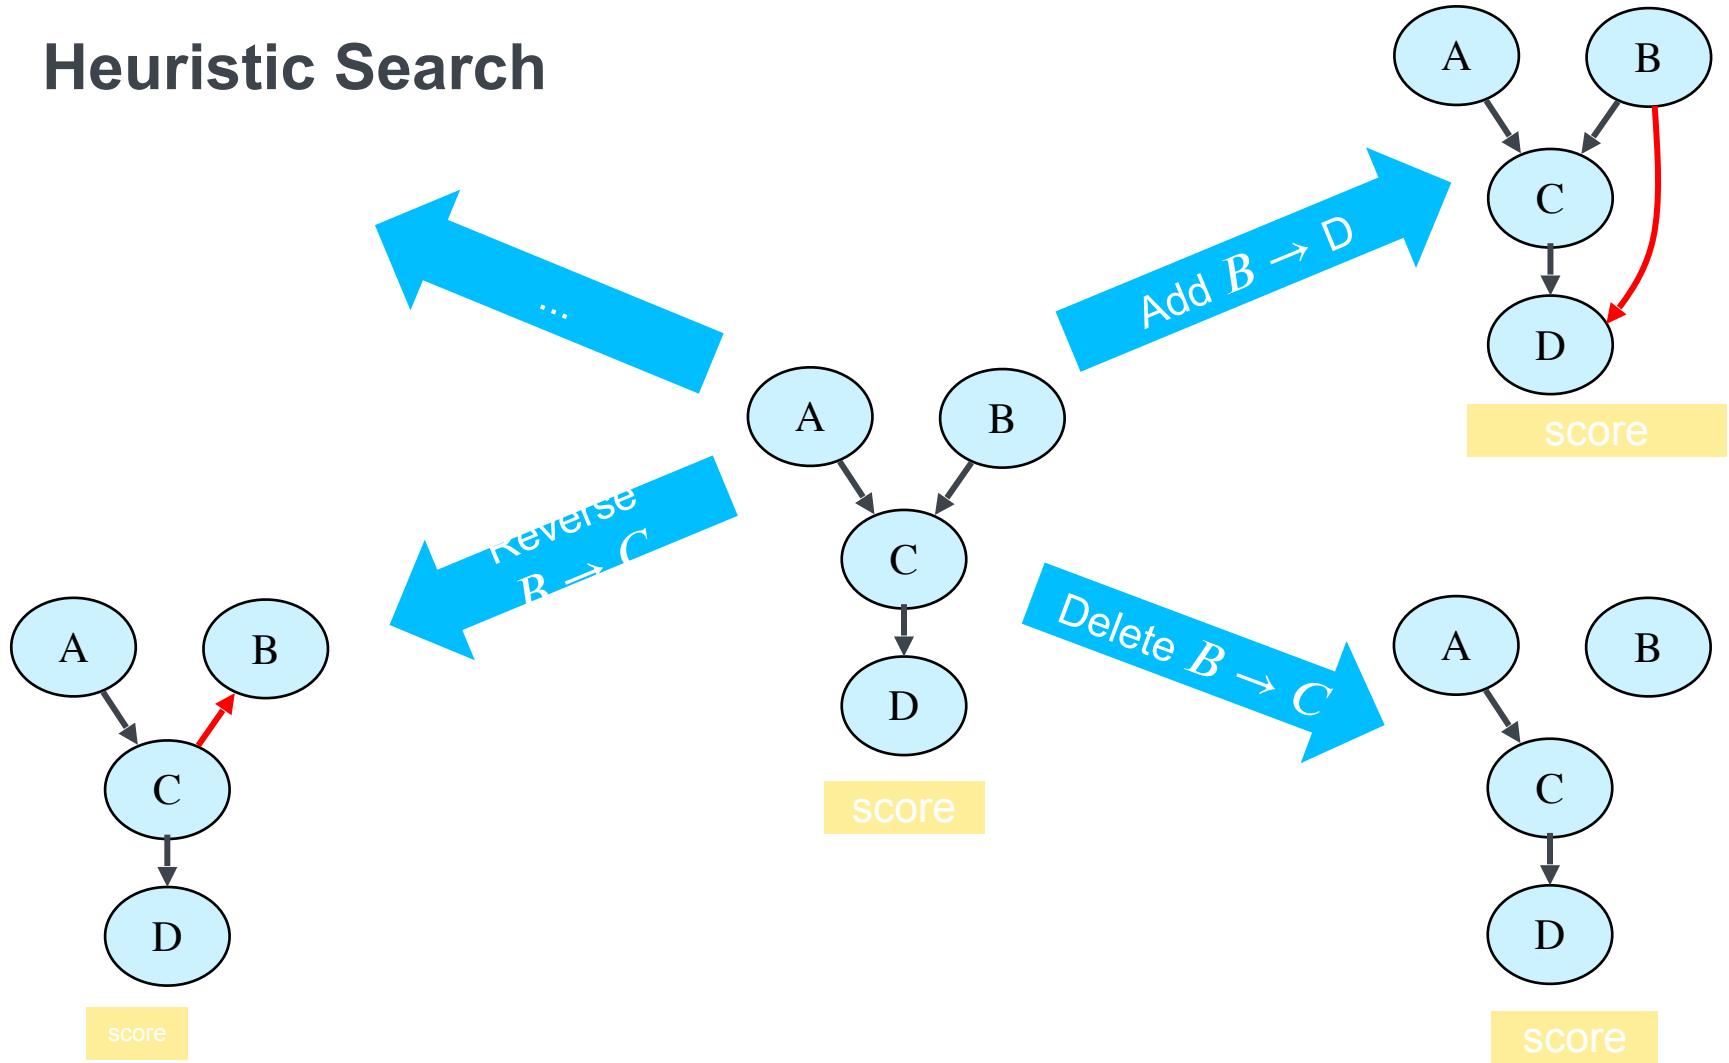 Heuristic Search
A
B
C
D
score
Add B → D
...
A
B
C
D
score
Reverse
B → C
A
B
C
D
score
Delete B → C
A
B
C
D
score